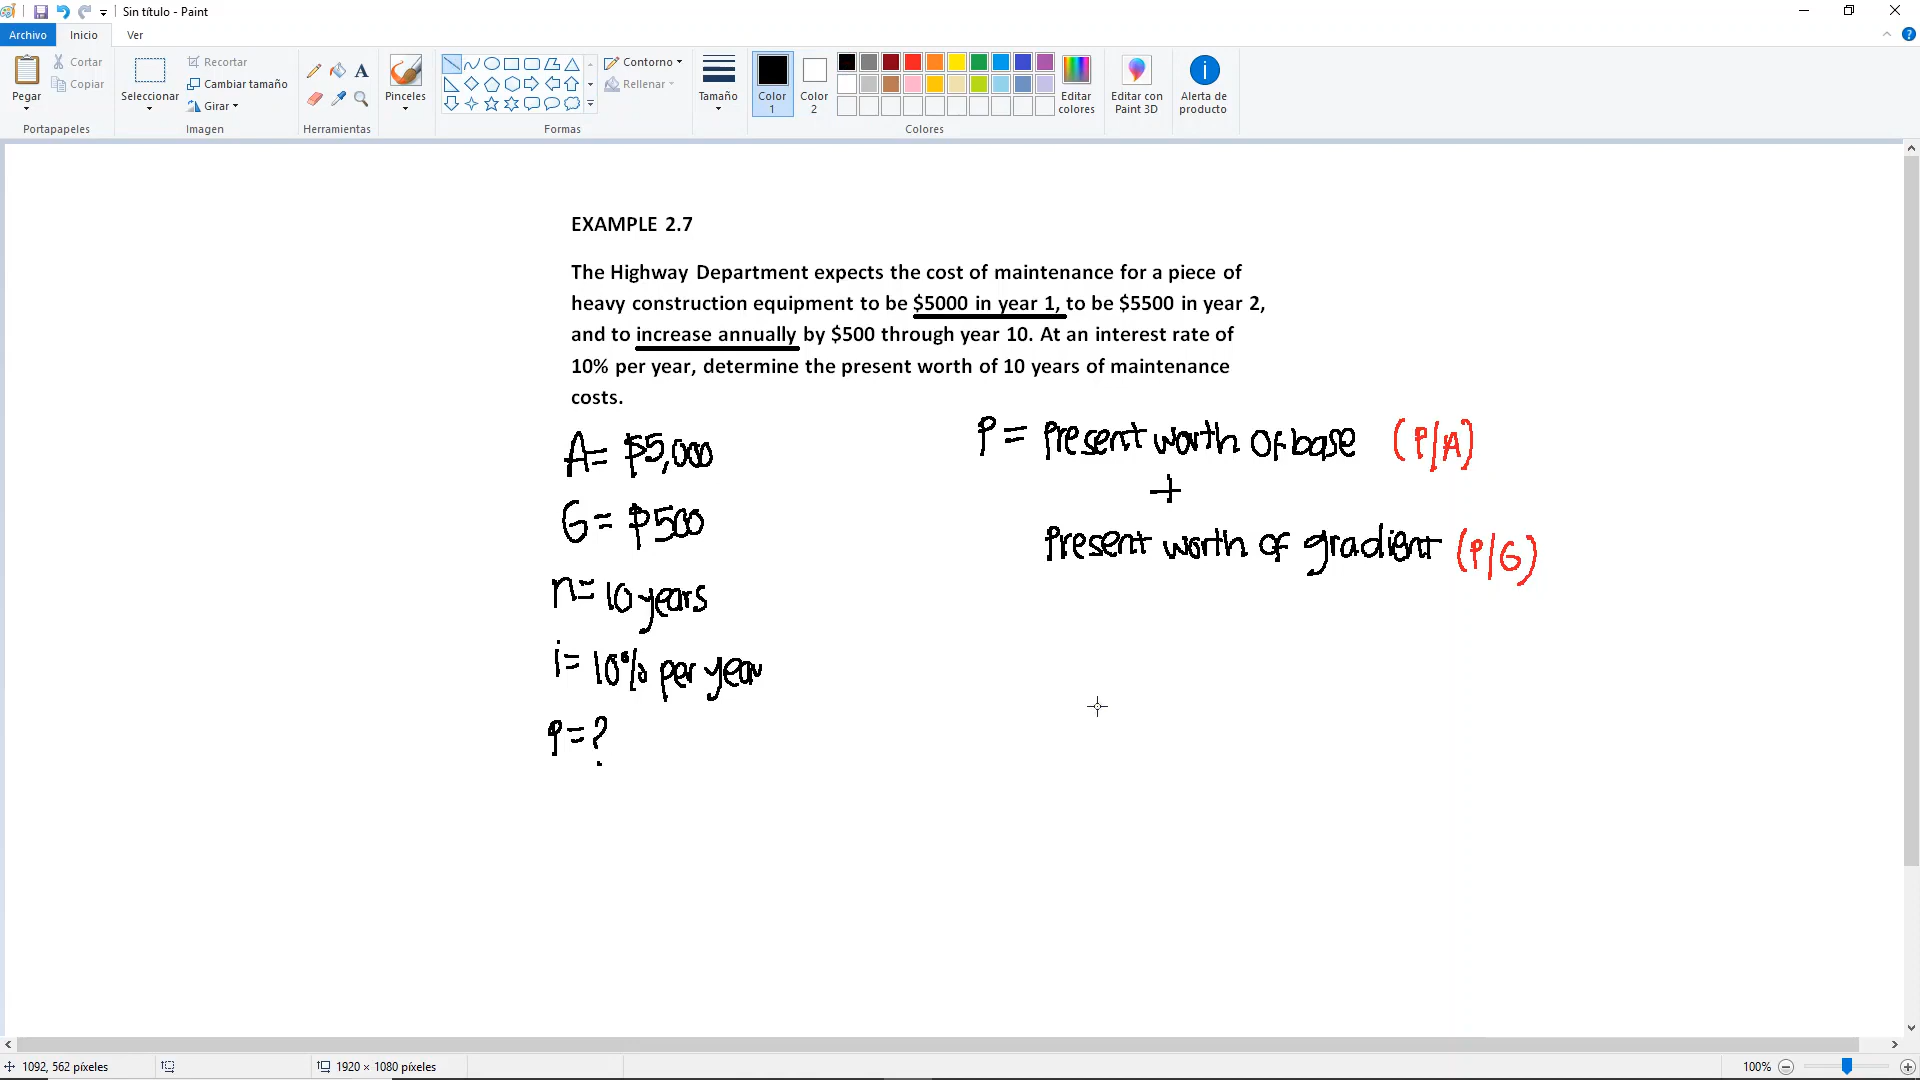 Sin título - Paint
Archivo Inicio Ver
Pegar
Cortar
Copiar
Portapapeles
Seleccionar
Recortar
Cambiar tamaño
Girar
Imagen
A
Herramientas
Pinceles
Contorno
Rellenar
Formas
Tamaño
Color 1
Color 2
Editar colores
Colores
Editar con Paint 3D
Alerta de producto
EXAMPLE 2.7
The Highway Department expects the cost of maintenance for a piece of
heavy construction equipment to be $5000 in year 1, to be $5500 in year 2,
and to increase annually by $500 through year 10. At an interest rate of
10% per year, determine the present worth of 10 years of maintenance
costs.
A = $5,000
G = $500
n = 10 years
i = 10% per year
P = ?
P = Present worth of base (P/A)
+
Present worth of gradient (P/G)
1092, 562 píxeles
1920 × 1080 píxeles
100%